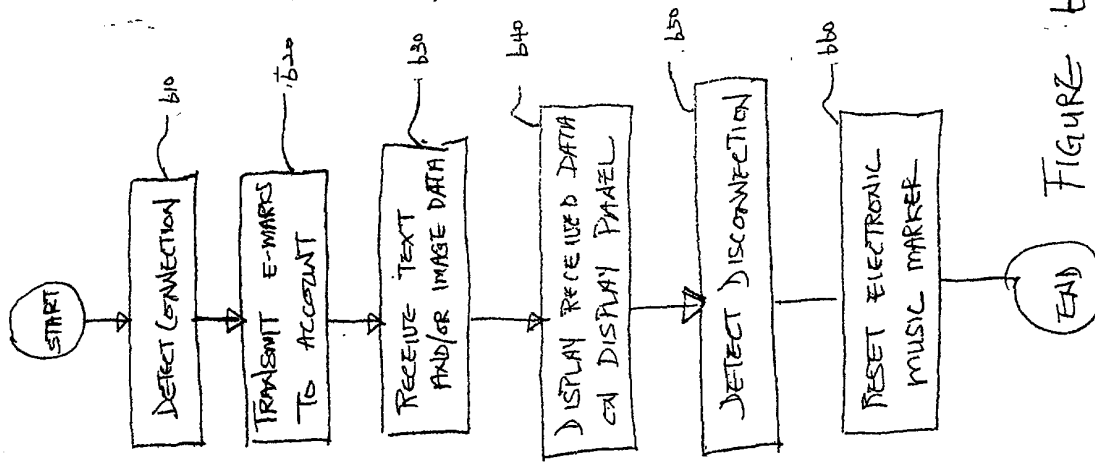 START
DETECT CONNECTION
610
TRANSMIT E-MARKS
TO ACCOUNT
620
RECEIVE TEXT
AND/OR IMAGE DATA
630
DISPLAY RECEIVED DATA
ON DISPLAY PANEL
640
DETECT DISCONNECTION
650
RESET ELECTRONIC
MUSIC MARKER
660
END
FIGURE 6